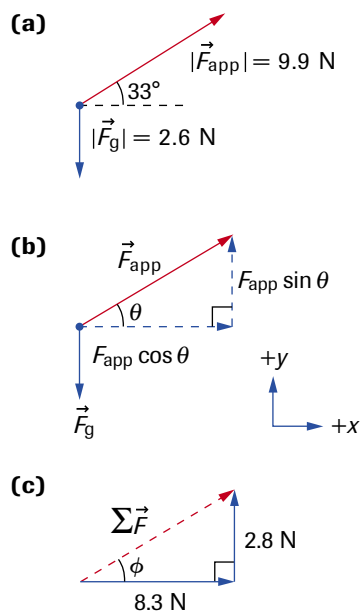 (a)
|F⃗app| = 9.9 N
33°
|F⃗g| = 2.6 N
(b)
F⃗app
Fapp sin θ
θ
Fapp cos θ
F⃗g
+y
+x
(c)
ΣF⃗
2.8 N
ϕ
8.3 N